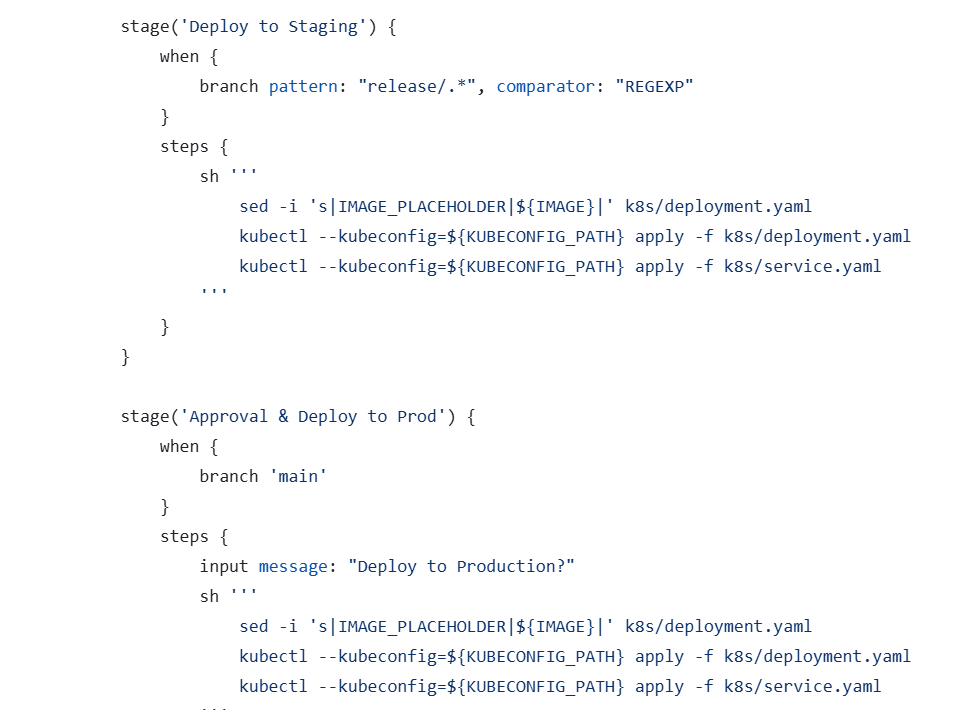 stage('Deploy to Staging') {
    when {
        branch pattern: "release/.*", comparator: "REGEXP"
    }
    steps {
        sh '''
            sed -i 's|IMAGE_PLACEHOLDER|${IMAGE}|' k8s/deployment.yaml
            kubectl --kubeconfig=${KUBECONFIG_PATH} apply -f k8s/deployment.yaml
            kubectl --kubeconfig=${KUBECONFIG_PATH} apply -f k8s/service.yaml
        '''
    }
}

stage('Approval & Deploy to Prod') {
    when {
        branch 'main'
    }
    steps {
        input message: "Deploy to Production?"
        sh '''
            sed -i 's|IMAGE_PLACEHOLDER|${IMAGE}|' k8s/deployment.yaml
            kubectl --kubeconfig=${KUBECONFIG_PATH} apply -f k8s/deployment.yaml
            kubectl --kubeconfig=${KUBECONFIG_PATH} apply -f k8s/service.yaml
        '''